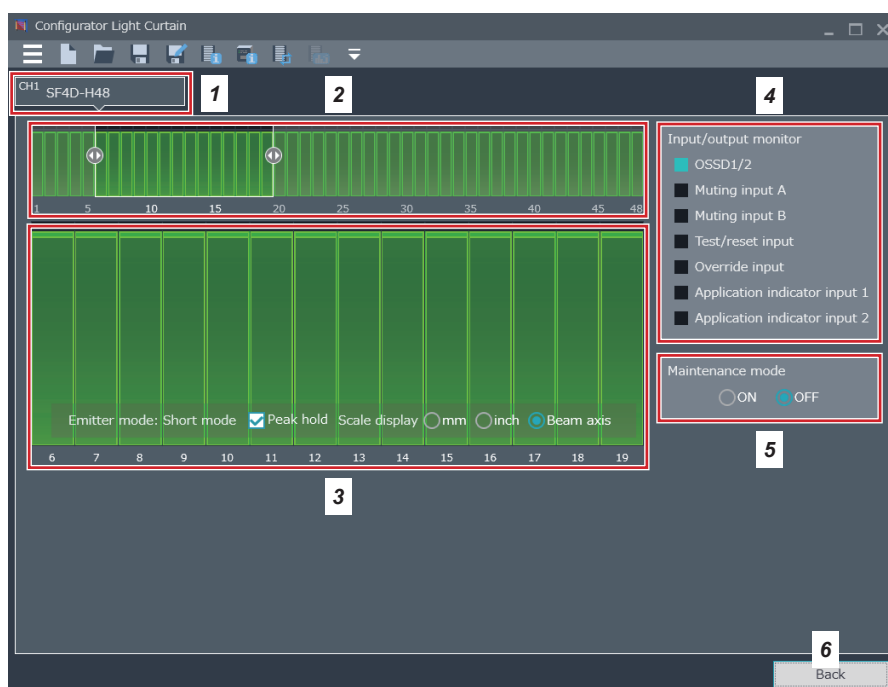 Configurator Light Curtain
CH1 SF4D-H48
1
2
4
1 5 10 15 20 25 30 35 40 45 48
Input/output monitor
OSSD1/2
Muting input A
Muting input B
Test/reset input
Override input
Application indicator input 1
Application indicator input 2
Emitter mode: Short mode Peak hold Scale display mm inch Beam axis
6 7 8 9 10 11 12 13 14 15 16 17 18 19
3
Maintenance mode
ON OFF
5
6
Back